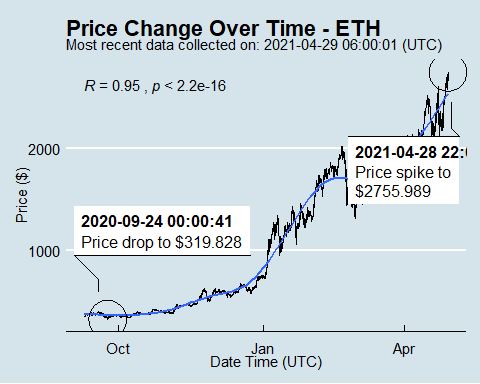 Price Change Over Time - ETH
Most recent data collected on: 2021-04-29 06:00:01 (UTC)
R = 0.95 , p < 2.2e-16
2000
2021-04-28 22:
Price spike to
$2755.989
Price ($)
2020-09-24 00:00:41
Price drop to $319.828
1000
Oct
Jan
Apr
Date Time (UTC)